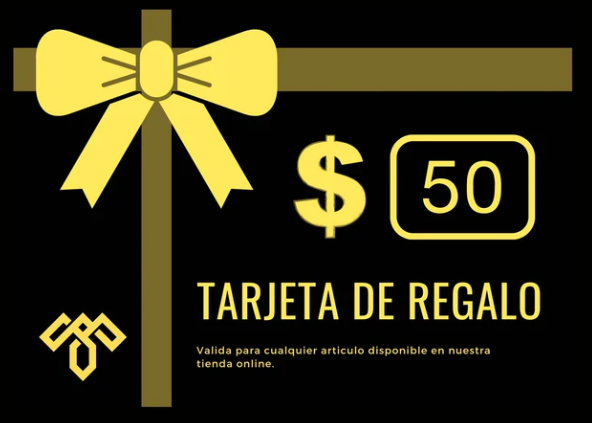 $ 50
TARJETA DE REGALO
Valida para cualquier articulo disponible en nuestra
tienda online.